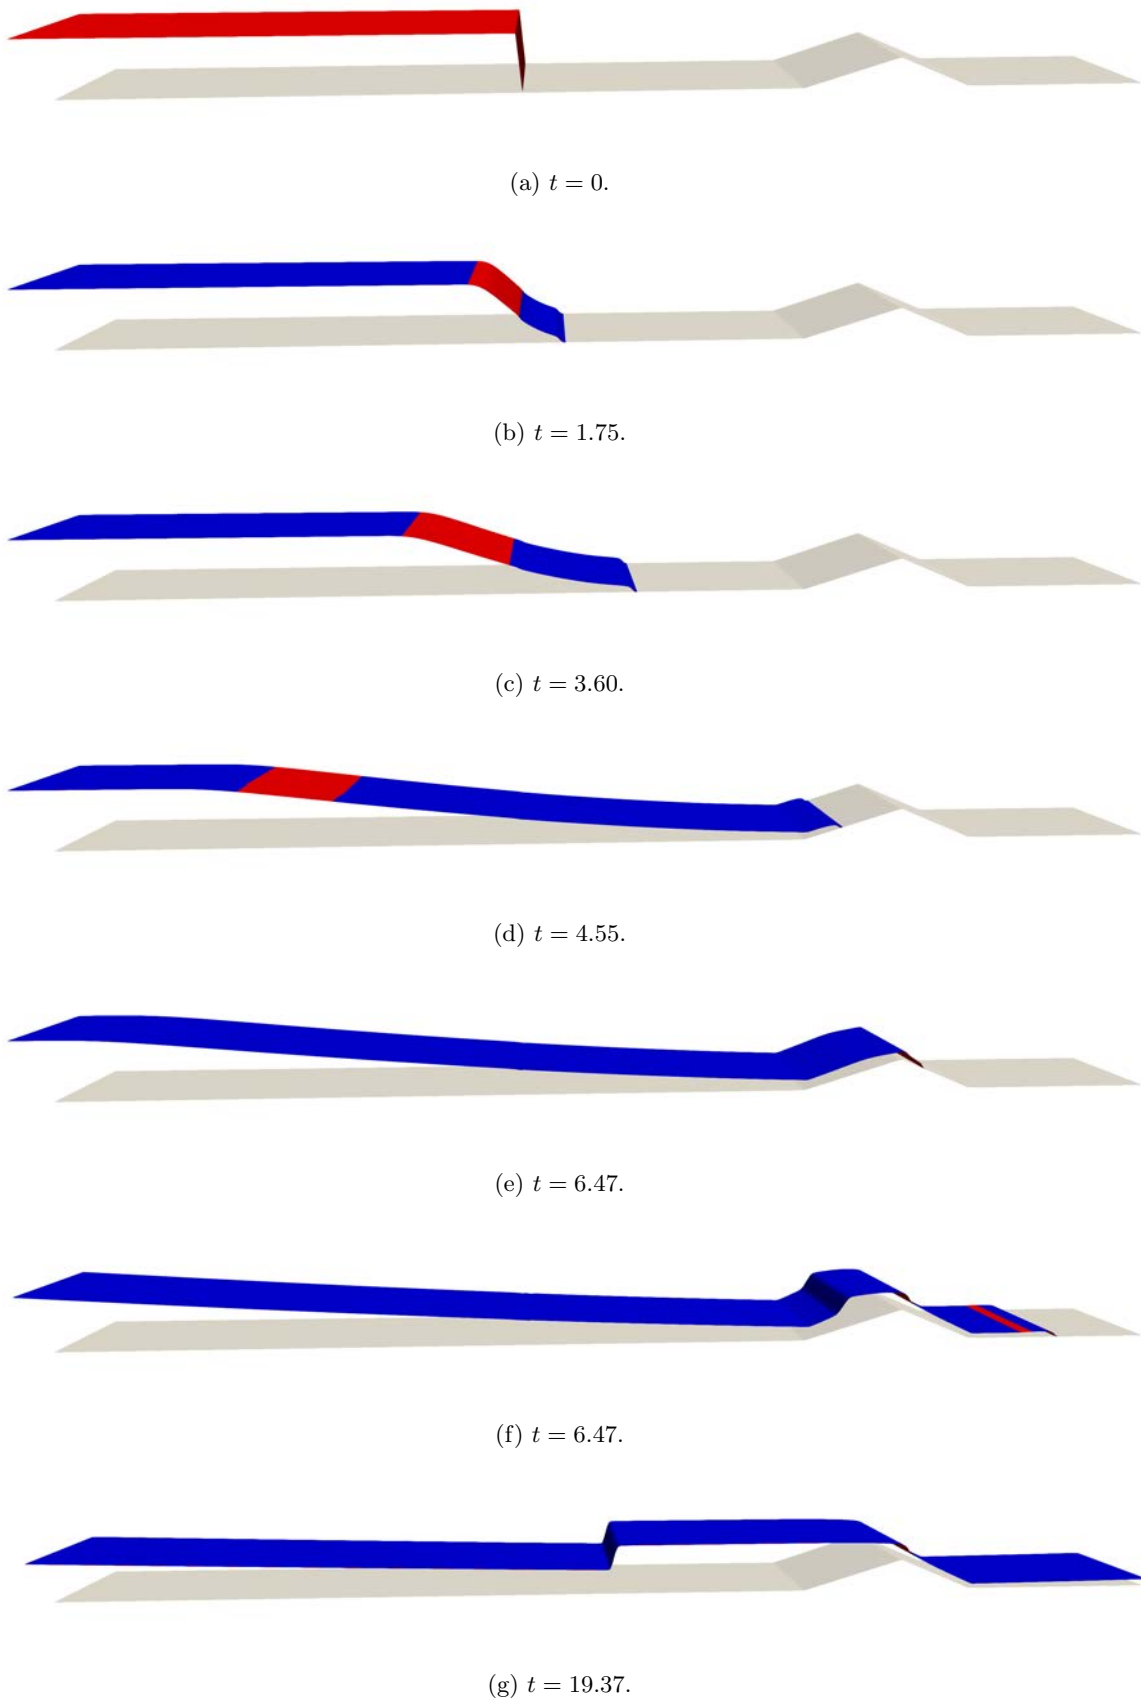 (a) t = 0.
(b) t = 1.75.
(c) t = 3.60.
(d) t = 4.55.
(e) t = 6.47.
(f) t = 6.47.
(g) t = 19.37.